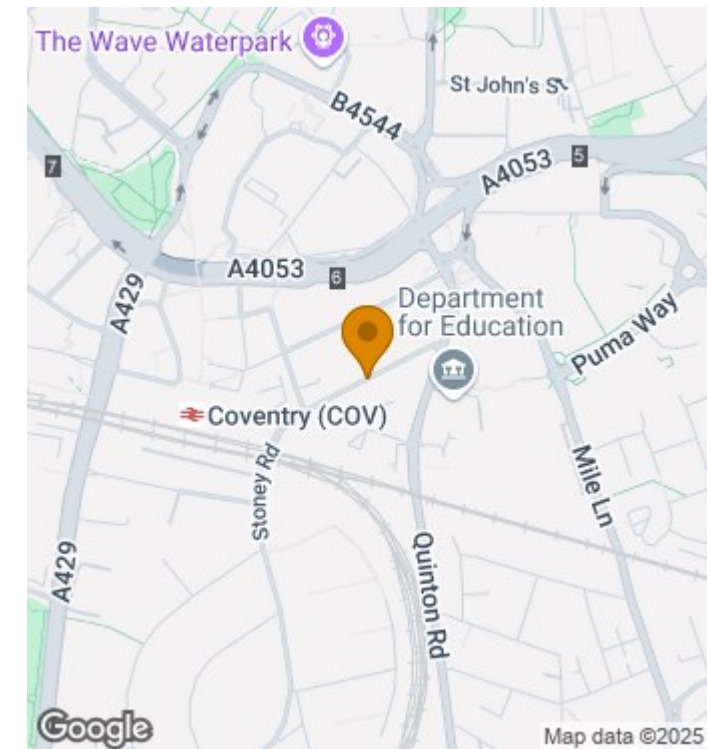 The Wave Waterpark
St John's St
B4544
7
5
A4053
A4053
6
A429
Department
for Education
Puma Way
Coventry (COV)
Stoney Rd
Mile Ln
A429
Quinton Rd
Google
Map data ©2025